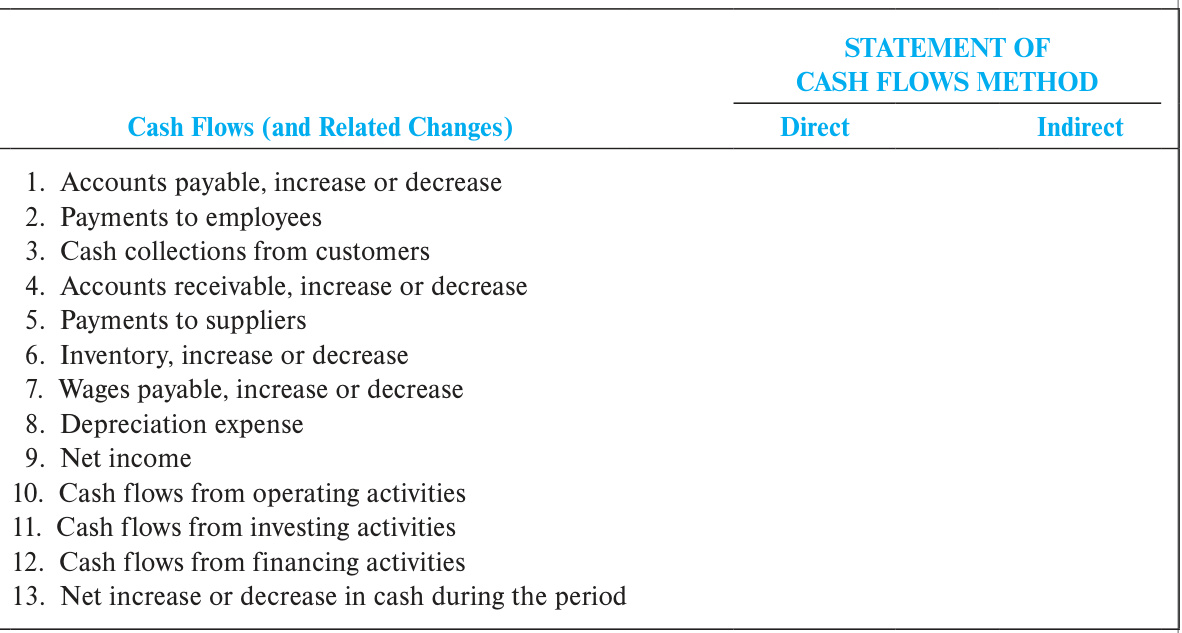 STATEMENT OF
CASH FLOWS METHOD
Cash Flows (and Related Changes) Direct Indirect
1. Accounts payable, increase or decrease
2. Payments to employees
3. Cash collections from customers
4. Accounts receivable, increase or decrease
5. Payments to suppliers
6. Inventory, increase or decrease
7. Wages payable, increase or decrease
8. Depreciation expense
9. Net income
10. Cash flows from operating activities
11. Cash flows from investing activities
12. Cash flows from financing activities
13. Net increase or decrease in cash during the period